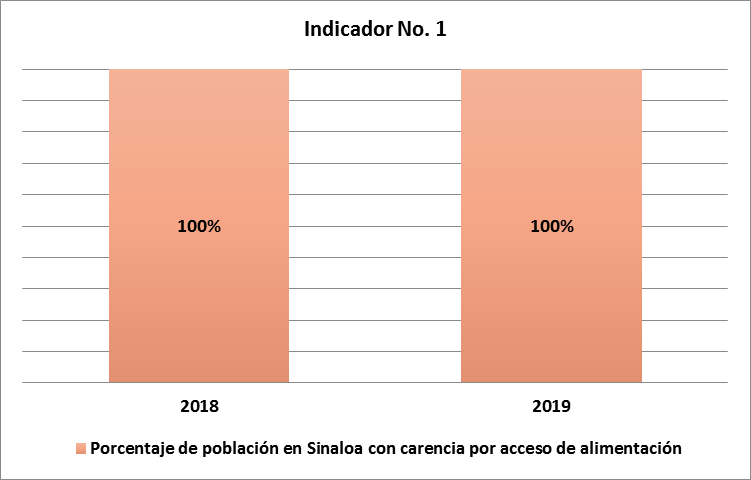 Indicador No. 1
100%
100%
2018
2019
Porcentaje de población en Sinaloa con carencia por acceso de alimentación